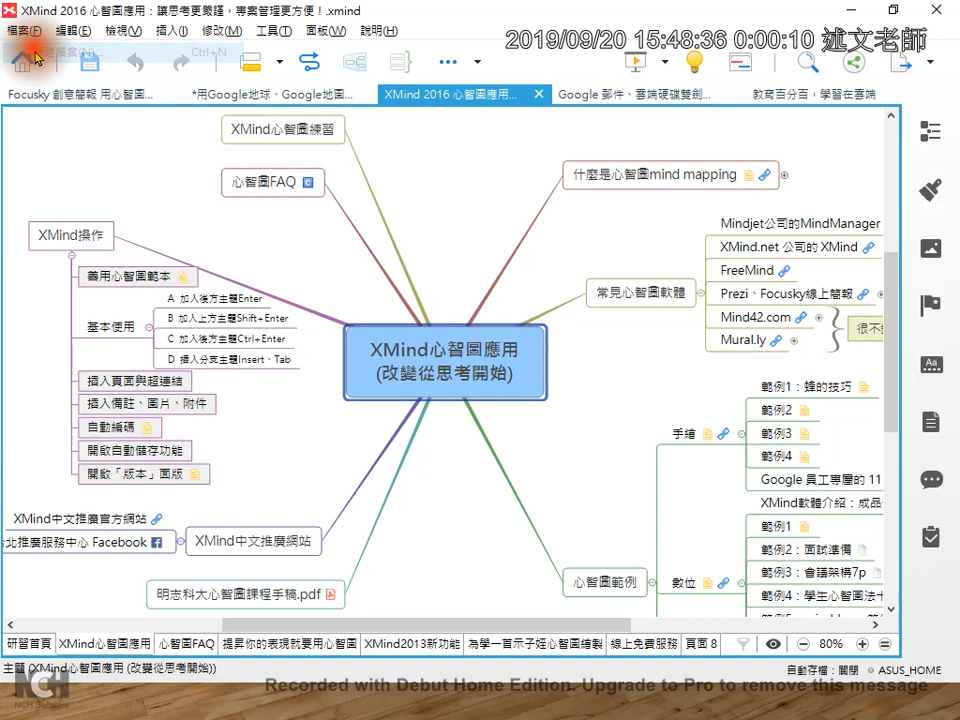 XMind 2016 心智圖應用：讓思考更嚴謹，專案管理更方便！.xmind
檔案(F) 編輯(E) 檢視(V) 插入(I) 修改(M) 工具(T) 面板(W) 說明(H)
Ctrl+N
2019/09/20 15:48:36 0:00:10 述文老師
Focusky 創意簡報 用心智圖... *用Google地球、Google地圖... XMind 2016 心智圖應用... Google 郵件、雲端硬碟雙劍... 教育百分百，學習在雲端
XMind心智圖練習
心智圖FAQ
什麼是心智圖mind mapping
XMind操作
善用心智圖範本
基本使用
A 加入後方主題Enter
B 加入上方主題Shift+Enter
C 加入後方主題Ctrl+Enter
D 插入分支主題Insert、Tab
插入頁面與超連結
插入備註、圖片、附件
自動編碼
開啟自動儲存功能
開啟「版本」面版
XMind心智圖應用
(改變從思考開始)
常見心智圖軟體
Mindjet公司的MindManager
XMind.net 公司的 XMind
FreeMind
Prezi、Focusky線上簡報
Mind42.com
Mural.ly
很不
XMind中文推廣官方網站
北推廣服務中心 Facebook
XMind中文推廣網站
明志科大心智圖課程手稿.pdf
心智圖範例
手繪
範例1：蜂的技巧
範例2
範例3
範例4
Google 員工專屬的 11
XMind軟體介紹：成品
數位
範例1
範例2：面試準備
範例3：會議架構7p
範例4：學生心智圖法十
研習首頁 XMind心智圖應用 心智圖FAQ 提昇你的表現就要用心智圖 XMind2013新功能 為學一首示子姪心智圖繪製 線上免費服務 頁面 8 80%
主題 (XMind心智圖應用 (改變從思考開始)) 自動存檔：關閉 ASUS_HOME
NCH
NCH Software
Recorded with Debut Home Edition. Upgrade to Pro to remove this message